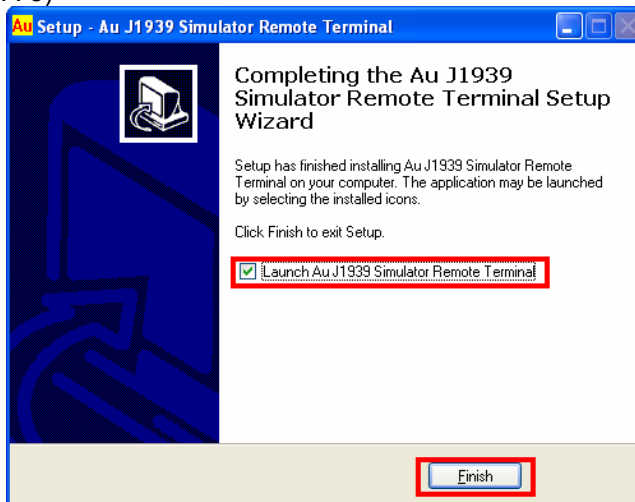 Au Setup - Au J1939 Simulator Remote Terminal
Completing the Au J1939
Simulator Remote Terminal Setup
Wizard
Setup has finished installing Au J1939 Simulator Remote
Terminal on your computer. The application may be launched
by selecting the installed icons.
Click Finish to exit Setup.
Launch Au J1939 Simulator Remote Terminal
Finish